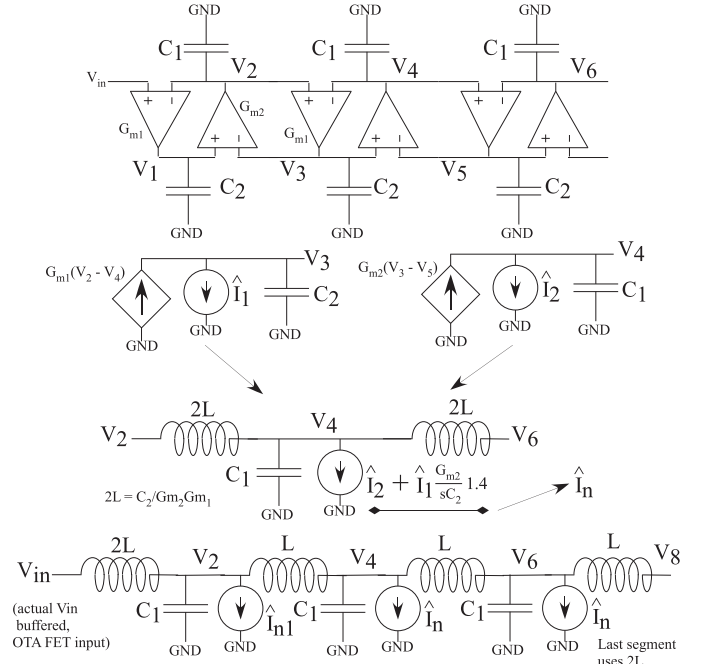 GND GND GND
C1 C1 C1
Vin V2 V4 V6
+ - + - + -
Gm1 Gm2 Gm1
+ - + - + -
V1 V3 V5
C2 C2 C2
GND GND GND
Gm1(V2 - V4) Î1 C2 V3
GND GND GND
Gm2(V3 - V5) Î2 C1 V4
GND GND GND
2L V4 2L
V2 V6
C1 Î2 + Î1 Gm2/sC2 1.4 În
2L = C2/Gm2Gm1
GND GND
2L V2 L V4 L V6 L V8
Vin
C1 În1 C1 În C1 În
(actual Vin
buffered,
OTA FET input)
GND GND GND GND GND GND
Last segment
uses 2L